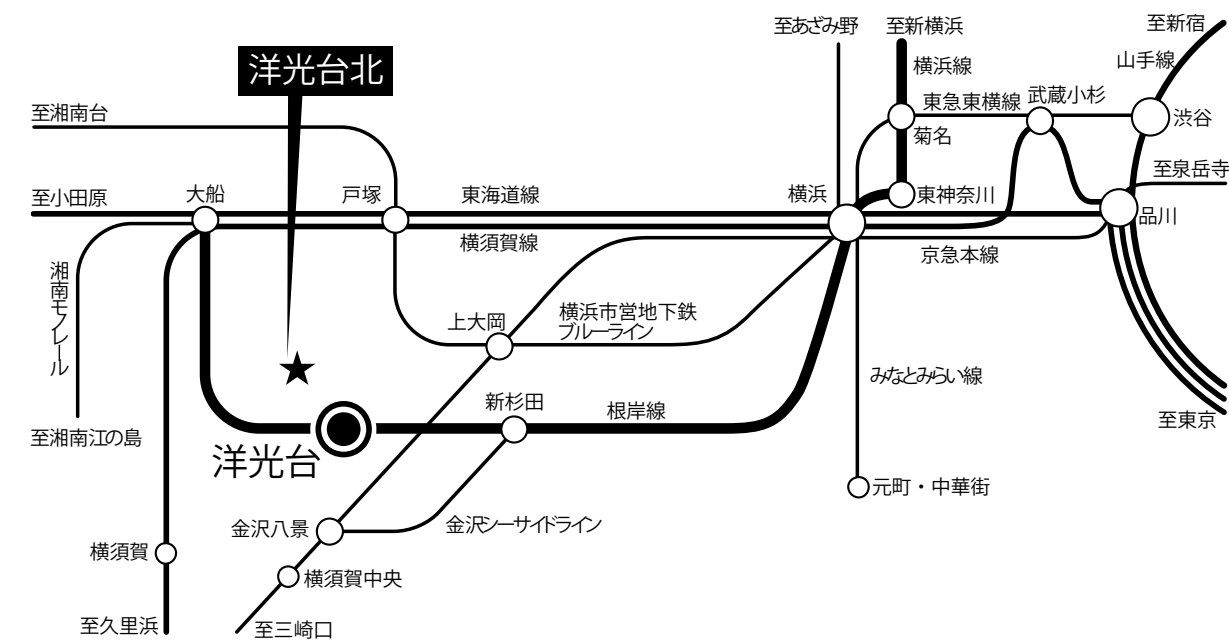 至あざみ野
至新横浜
至新宿
洋光台北
横浜線
山手線
至湘南台
東急東横線
武蔵小杉
渋谷
菊名
至泉岳寺
至小田原
大船
戸塚
東海道線
横浜
東神奈川
品川
横須賀線
京急本線
湘南モノレール
上大岡
横浜市営地下鉄
ブルーライン
みなとみらい線
新杉田
根岸線
至東京
至湘南江の島
洋光台
元町・中華街
金沢八景
金沢シーサイドライン
横須賀
横須賀中央
至久里浜
至三崎口